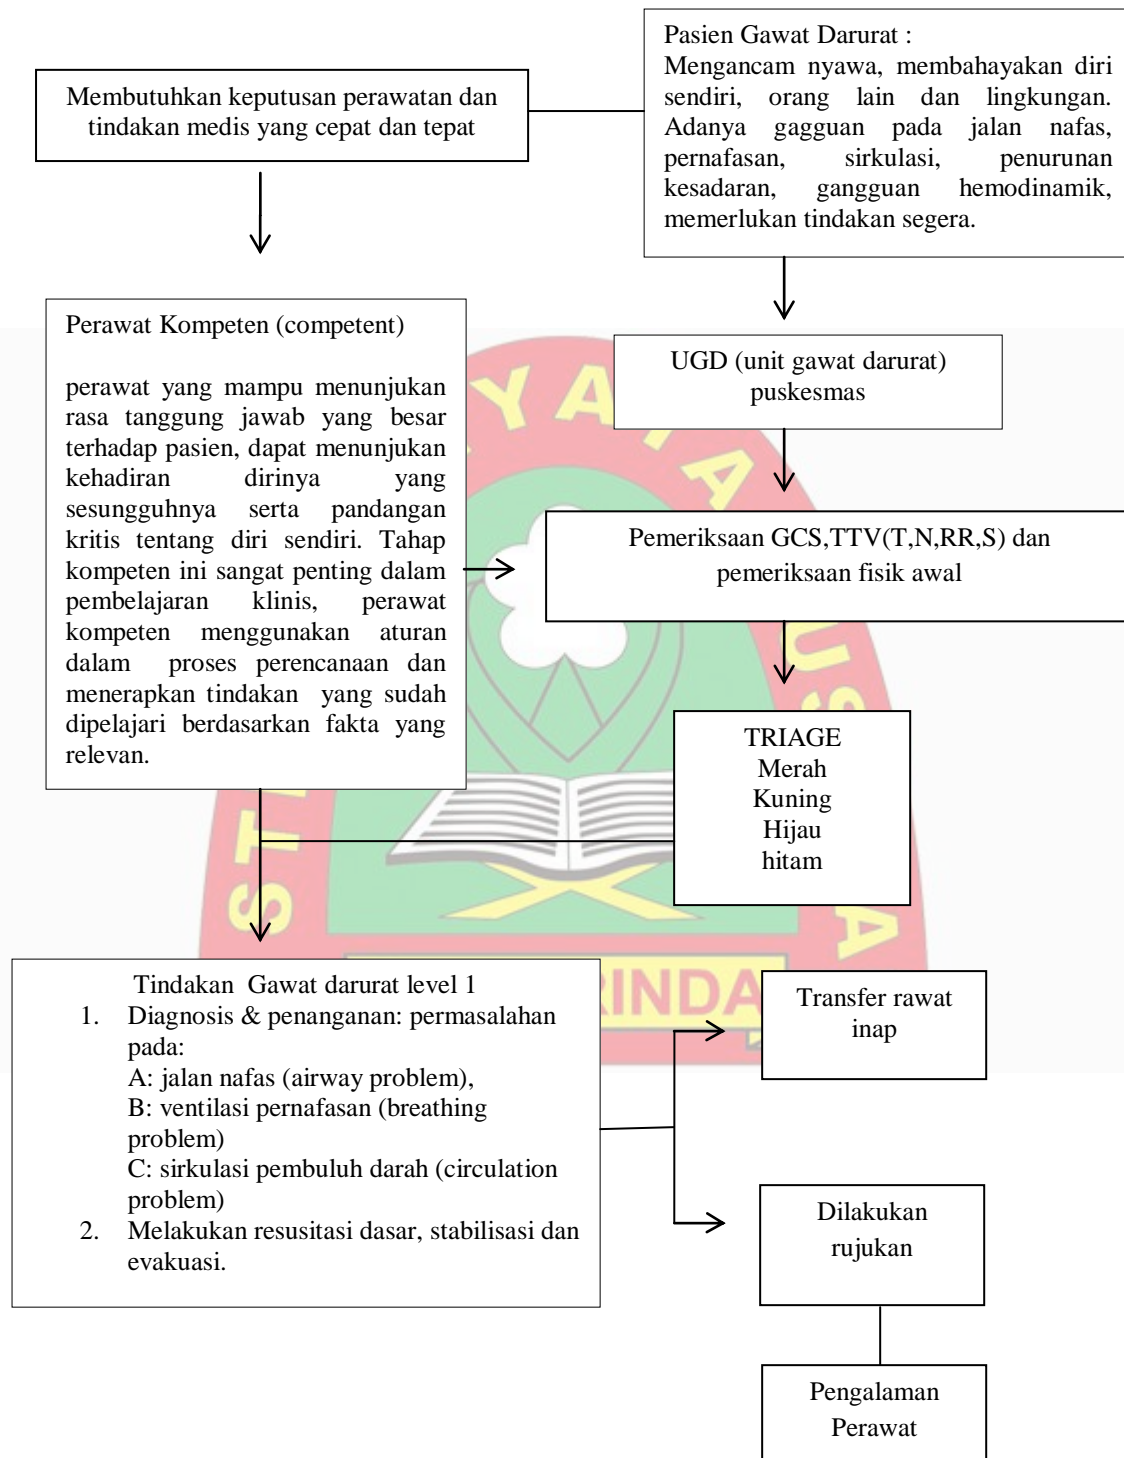 Pasien Gawat Darurat :
Mengancam nyawa, membahayakan diri
sendiri, orang lain dan lingkungan.
Adanya gagguan pada jalan nafas,
pernafasan, sirkulasi, penurunan
kesadaran, gangguan hemodinamik,
memerlukan tindakan segera.
Membutuhkan keputusan perawatan dan
tindakan medis yang cepat dan tepat
Perawat Kompeten (competent)
perawat yang mampu menunjukan
rasa tanggung jawab yang besar
terhadap pasien, dapat menunjukan
kehadiran dirinya yang
sesungguhnya serta pandangan
kritis tentang diri sendiri. Tahap
kompeten ini sangat penting dalam
pembelajaran klinis, perawat
kompeten menggunakan aturan
dalam proses perencanaan dan
menerapkan tindakan yang sudah
dipelajari berdasarkan fakta yang
relevan.
UGD (unit gawat darurat)
puskesmas
Pemeriksaan GCS,TTV(T,N,RR,S) dan
pemeriksaan fisik awal
TRIAGE
Merah
Kuning
Hijau
hitam
Tindakan Gawat darurat level 1
1. Diagnosis & penanganan: permasalahan
pada:
A: jalan nafas (airway problem),
B: ventilasi pernafasan (breathing
problem)
C: sirkulasi pembuluh darah (circulation
problem)
2. Melakukan resusitasi dasar, stabilisasi dan
evakuasi.
Transfer rawat
inap
Dilakukan
rujukan
Pengalaman
Perawat